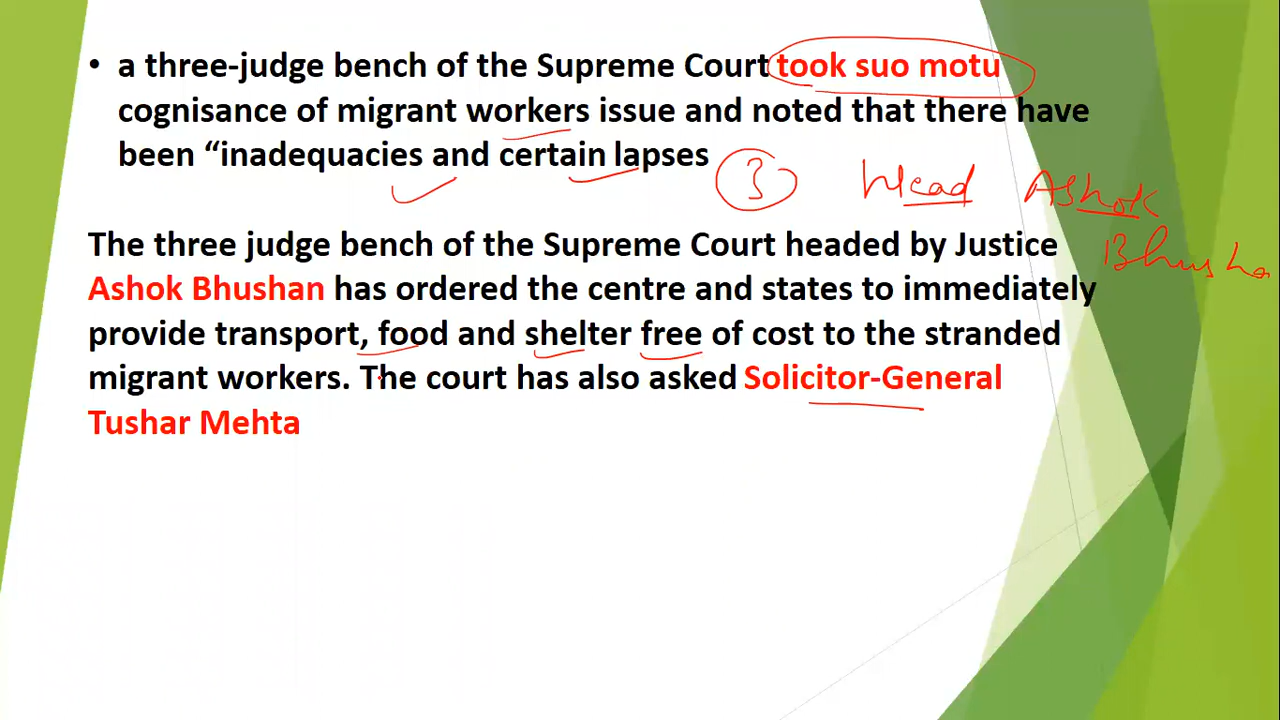 • a three-judge bench of the Supreme Court took suo motu
cognisance of migrant workers issue and noted that there have
been “inadequacies and certain lapses
3 Head Ashok
Bhusha
The three judge bench of the Supreme Court headed by Justice
Ashok Bhushan has ordered the centre and states to immediately
provide transport, food and shelter free of cost to the stranded
migrant workers. The court has also asked Solicitor-General
Tushar Mehta